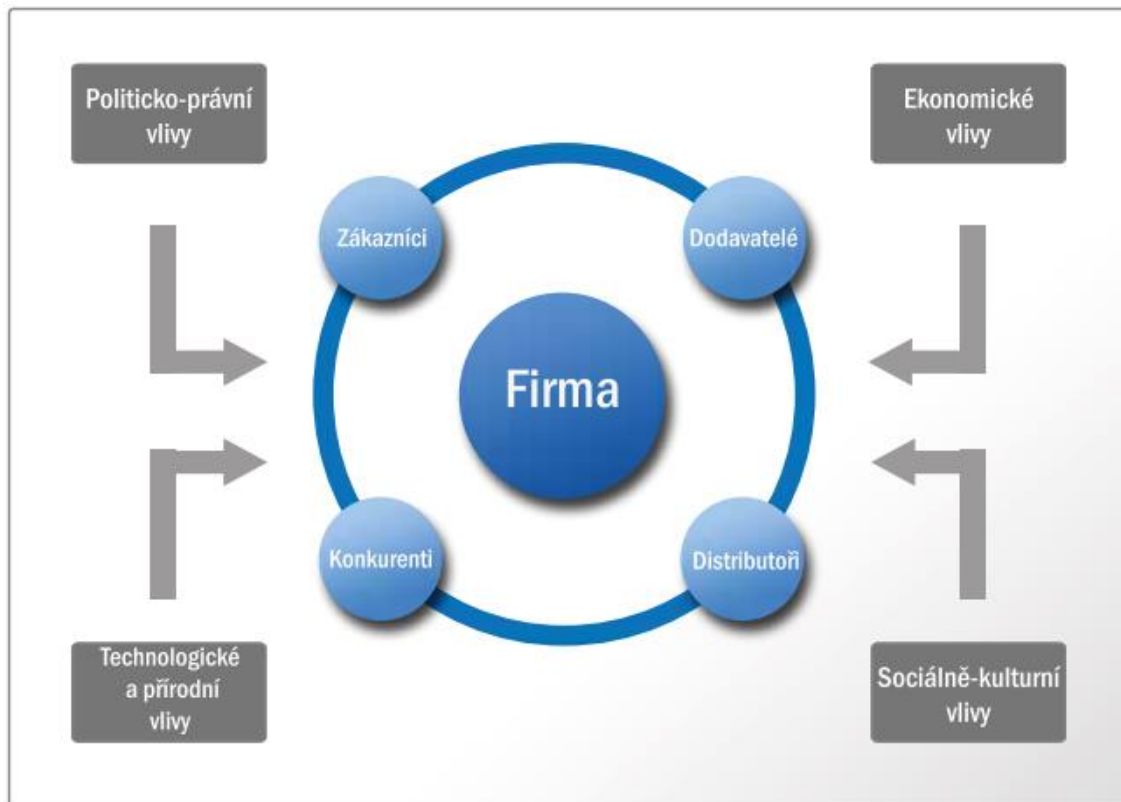 Politicko-právní
vlivy
Ekonomické
vlivy
Zákazníci
Dodavatelé
Firma
Konkurenti
Distributoři
Technologické
a přírodní
vlivy
Sociálně-kulturní
vlivy